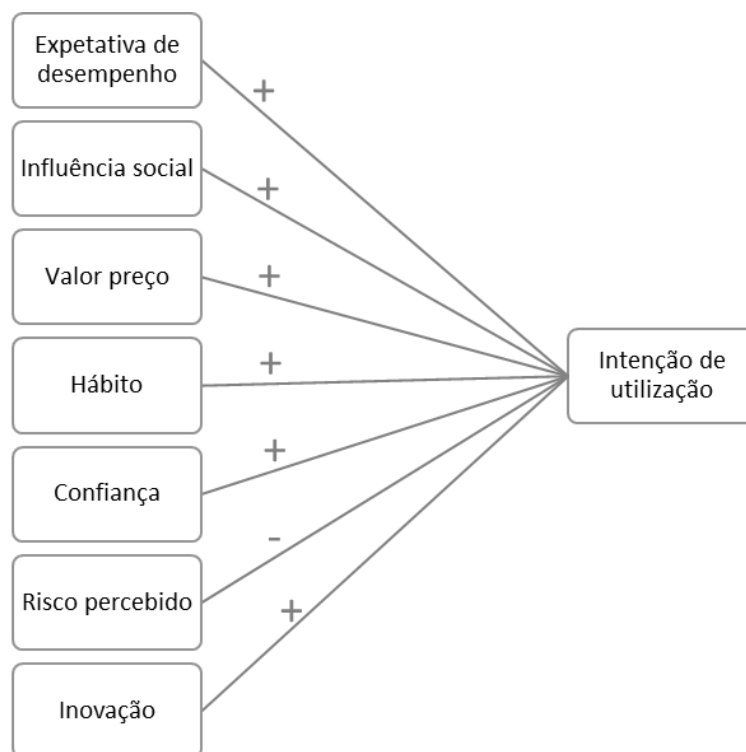 Expetativa de
desempenho
+
Influência social
+
Valor preço
+
Hábito
+
Confiança
+
Risco percebido
-
Inovação
+
Intenção de
utilização